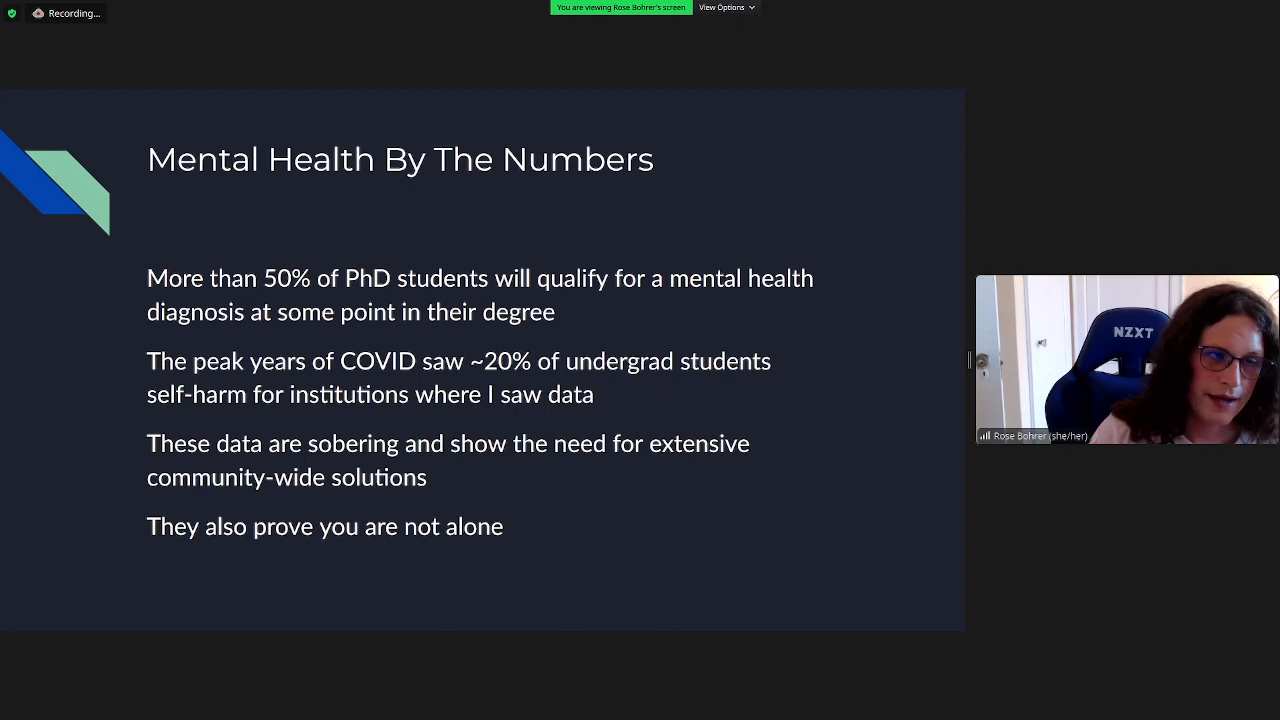 Recording...
You are viewing Rose Bohrer's screen
View Options
Mental Health By The Numbers
More than 50% of PhD students will qualify for a mental health
diagnosis at some point in their degree
The peak years of COVID saw ~20% of undergrad students
self-harm for institutions where I saw data
These data are sobering and show the need for extensive
community-wide solutions
They also prove you are not alone
NZXT
Rose Bohrer (she/her)